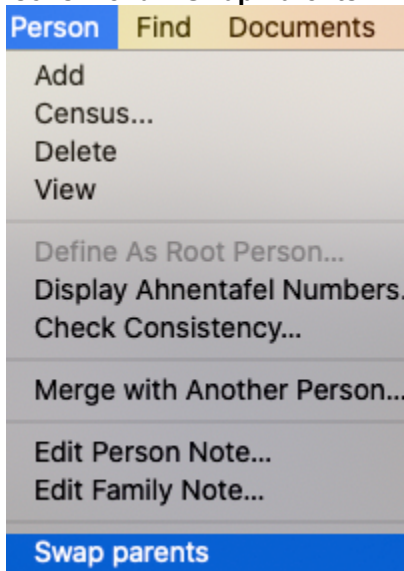 Person Find Documents
Add
Census...
Delete
View
Define As Root Person...
Display Ahnentafel Numbers.
Check Consistency...
Merge with Another Person...
Edit Person Note...
Edit Family Note...
Swap parents